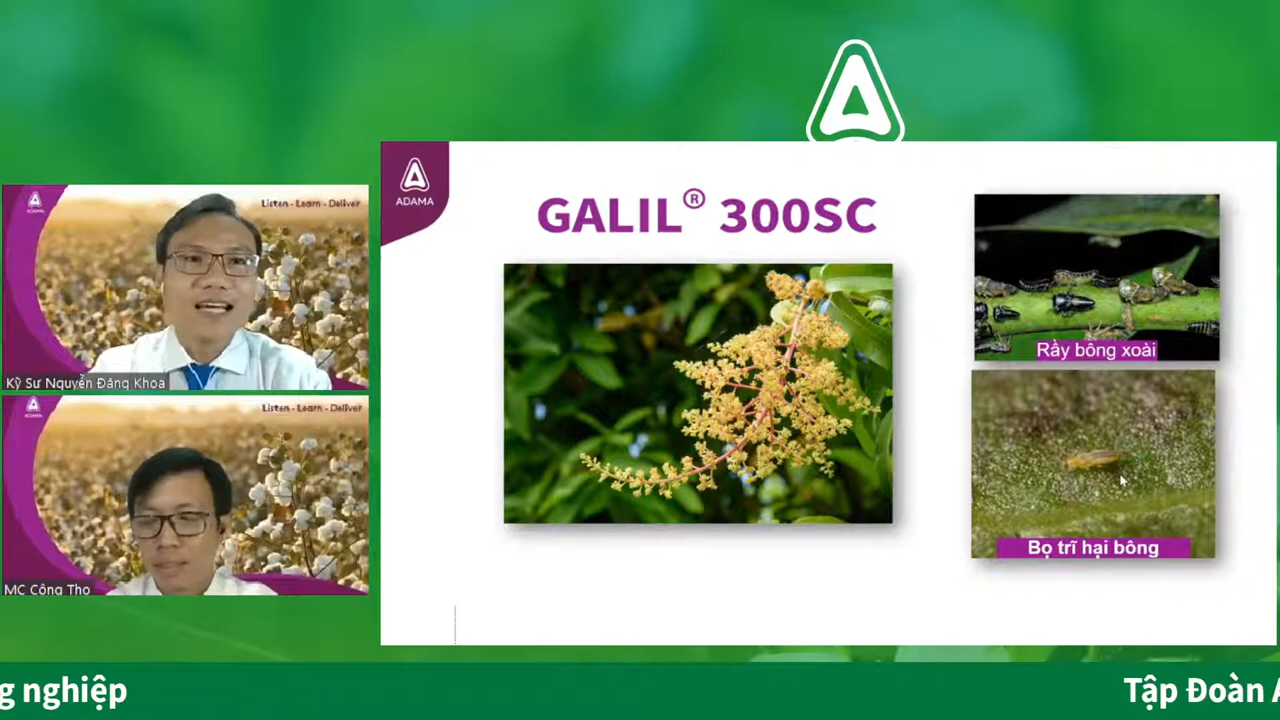 ADAMA
GALIL® 300SC
Rầy bông xoài
Bọ trĩ hại bông
Listen - Learn - Deliver
Kỹ Sư Nguyễn Đăng Khoa
Listen - Learn - Deliver
MC Công Thọ
g nghiệp
Tập Đoàn A